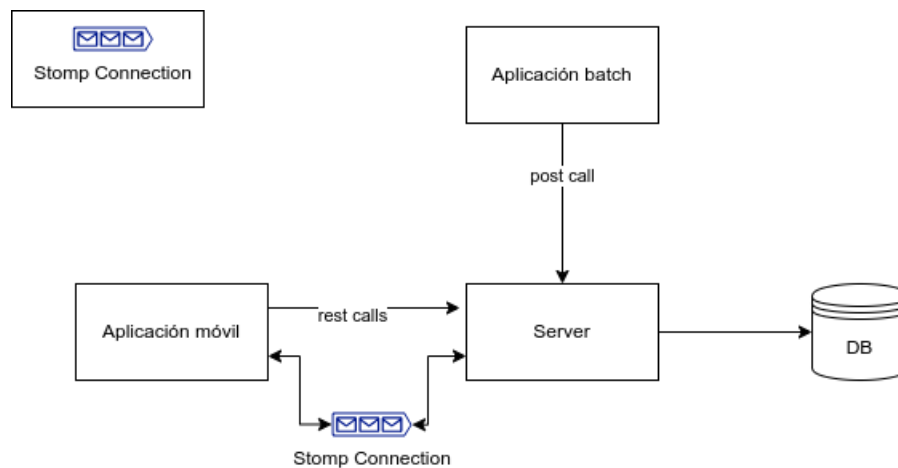 Stomp Connection
Aplicación batch
post call
Aplicación móvil
rest calls
Server
DB
Stomp Connection